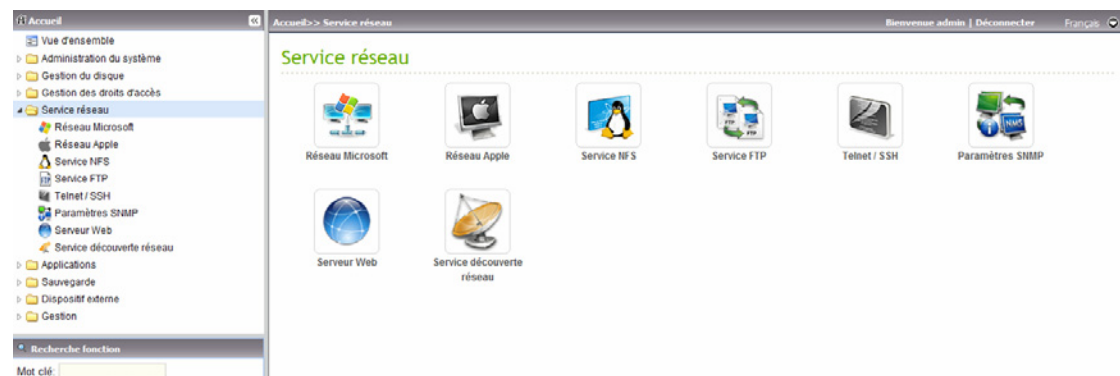 Accueil
Vue d'ensemble
Administration du système
Gestion du disque
Gestion des droits d'accès
Service réseau
Réseau Microsoft
Réseau Apple
Service NFS
Service FTP
Telnet / SSH
Paramètres SNMP
Serveur Web
Service découverte réseau
Applications
Sauvegarde
Dispositif externe
Gestion
Recherche fonction
Mot clé:
Accueil>> Service réseau
Bienvenue admin | Déconnecter
Français
Service réseau
Réseau Microsoft
Réseau Apple
Service NFS
FTP
FTP
Service FTP
Telnet / SSH
NMS
Paramètres SNMP
Serveur Web
Service découverte
réseau